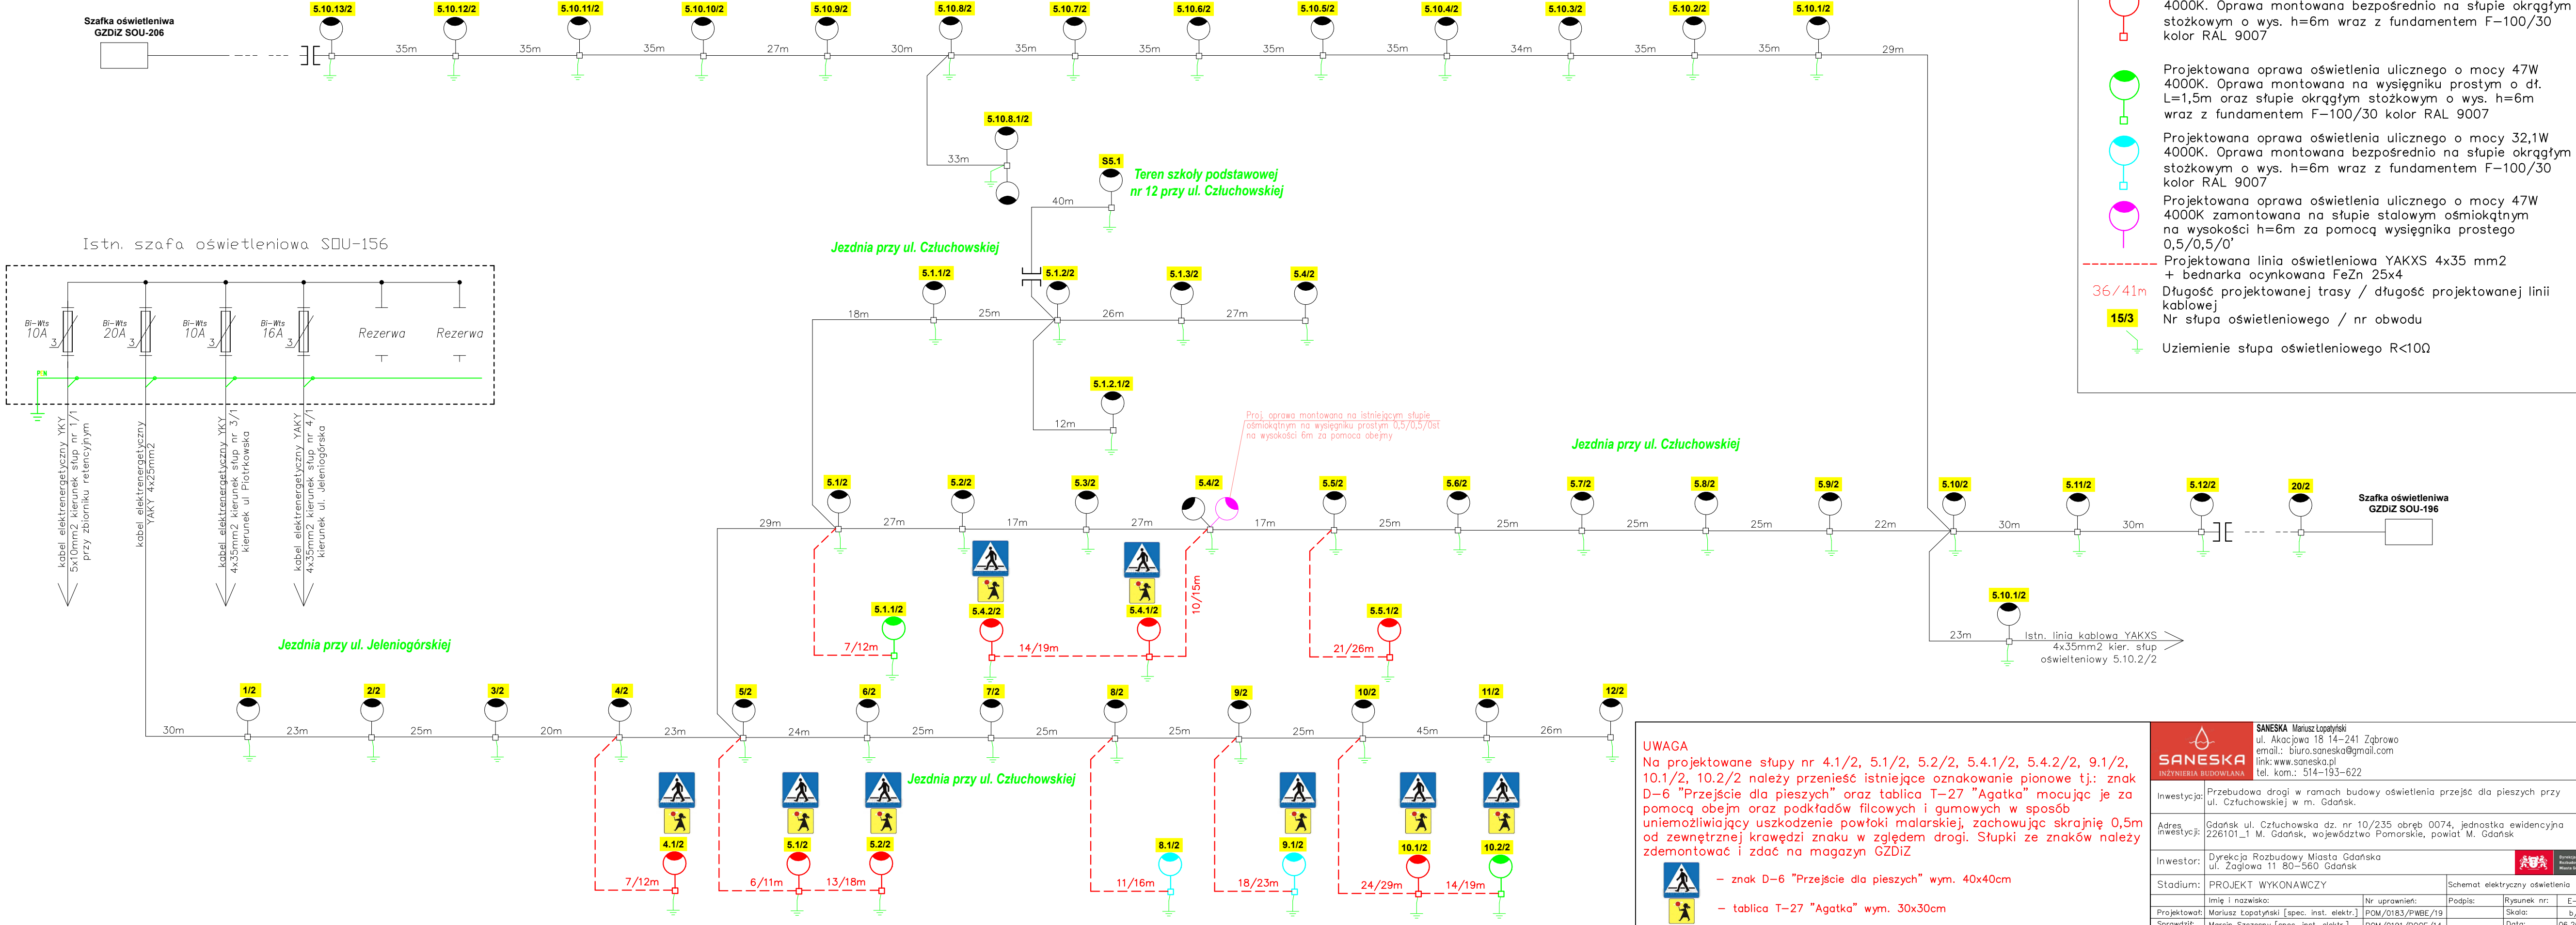 Szafka oświetleniwa
GZDiZ SOU-206
5.10.13/2
5.10.12/2
5.10.11/2
5.10.10/2
5.10.9/2
5.10.8/2
5.10.7/2
5.10.6/2
5.10.5/2
5.10.4/2
5.10.3/2
5.10.2/2
5.10.1/2
35m
35m
35m
27m
30m
35m
35m
35m
35m
34m
35m
35m
29m
5.10.8.1/2
33m
S5.1
40m
Teren szkoły podstawowej
nr 12 przy ul. Człuchowskiej
Jezdnia przy ul. Człuchowskiej
5.1.1/2
5.1.2/2
5.1.3/2
5.4/2
18m
25m
26m
27m
5.1.2.1/2
12m
Istn. szafa oświetleniowa SOU-156
Bi-Wts
10A
3
Bi-Wts
20A
3
Bi-Wts
10A
3
Bi-Wts
16A
3
Rezerwa
Rezerwa
PEN
kabel elektrenergetyczny YKY
5x10mm2 kierunek słup nr 1/1
przy zbiorniku retencyjnym
kabel elektrenergetyczny
YAKY 4x25mm2
kabel elektrenergetyczny YKY
4x35mm2 kierunek słup nr 3/1
kierunek ul Piotrkowska
kabel elektrenergetyczny YAKY
4x35mm2 kierunek słup nr 4/1
kierunek ul. Jeleniogórska
Proj. oprawa montowana na istniejącym słupie
ośmiokątnym na wysięgniku prostym 0,5/0,5/0st
na wysokości 6m za pomoca obejmy
Jezdnia przy ul. Człuchowskiej
5.1/2
5.2/2
5.3/2
5.4/2
5.5/2
5.6/2
5.7/2
5.8/2
5.9/2
5.10/2
5.11/2
5.12/2
20/2
29m
27m
17m
27m
17m
25m
25m
25m
25m
22m
30m
30m
Szafka oświetleniwa
GZDiZ SOU-196
5.1.1/2
7/12m
5.4.2/2
14/19m
5.4.1/2
10/15m
5.5.1/2
21/26m
5.10.1/2
23m
Istn. linia kablowa YAKXS
4x35mm2 kier. słup
oświelteniowy 5.10.2/2
Jezdnia przy ul. Jeleniogórskiej
1/2
2/2
3/2
4/2
5/2
6/2
7/2
8/2
9/2
10/2
11/2
12/2
30m
23m
25m
20m
23m
24m
25m
25m
25m
25m
45m
26m
Jezdnia przy ul. Człuchowskiej
4.1/2
7/12m
5.1/2
6/11m
5.2/2
13/18m
8.1/2
11/16m
9.1/2
18/23m
10.1/2
24/29m
10.2/2
14/19m
4000K. Oprawa montowana bezpośrednio na słupie okrągłym
stożkowym o wys. h=6m wraz z fundamentem F-100/30
kolor RAL 9007
Projektowana oprawa oświetlenia ulicznego o mocy 47W
4000K. Oprawa montowana na wysięgniku prostym o dł.
L=1,5m oraz słupie okrągłym stożkowym o wys. h=6m
wraz z fundamentem F-100/30 kolor RAL 9007
Projektowana oprawa oświetlenia ulicznego o mocy 32,1W
4000K. Oprawa montowana bezpośrednio na słupie okrągłym
stożkowym o wys. h=6m wraz z fundamentem F-100/30
kolor RAL 9007
Projektowana oprawa oświetlenia ulicznego o mocy 47W
4000K zamontowana na słupie stalowym ośmiokątnym
na wysokości h=6m za pomocą wysięgnika prostego
0,5/0,5/0'
Projektowana linia oświetleniowa YAKXS 4x35 mm2
+ bednarka ocynkowana FeZn 25x4
36/41m Długość projektowanej trasy / długość projektowanej linii
kablowej
15/3 Nr słupa oświetleniowego / nr obwodu
Uziemienie słupa oświetleniowego R<10Ω
UWAGA
Na projektowane słupy nr 4.1/2, 5.1/2, 5.2/2, 5.4.1/2, 5.4.2/2, 9.1/2,
10.1/2, 10.2/2 należy przenieść istniejące oznakowanie pionowe tj.: znak
D-6 "Przejście dla pieszych" oraz tablica T-27 "Agatka" mocując je za
pomocą obejm oraz podkładów filcowych i gumowych w sposób
uniemożliwiający uszkodzenie powłoki malarskiej, zachowując skrajnię 0,5m
od zewnętrznej krawędzi znaku w zględem drogi. Słupki ze znaków należy
zdemontować i zdać na magazyn GZDiZ
- znak D-6 "Przejście dla pieszych" wym. 40x40cm
- tablica T-27 "Agatka" wym. 30x30cm
SANESKA
INŻYNIERIA BUDOWLANA
SANESKA Mariusz Łopatyński
ul. Akacjowa 18 14-241 Ząbrowo
email.: biuro.saneska@gmail.com
link: www.saneska.pl
tel. kom.: 514-193-622
Inwestycja: Przebudowa drogi w ramach budowy oświetlenia przejść dla pieszych przy
ul. Człuchowskiej w m. Gdańsk.
Adres inwestycji: Gdańsk ul. Człuchowska dz. nr 10/235 obręb 0074, jednostka ewidencyjna
226101_1 M. Gdańsk, województwo Pomorskie, powiat M. Gdańsk
Inwestor: Dyrekcja Rozbudowy Miasta Gdańska
ul. Żaglowa 11 80-560 Gdańsk
Stadium: PROJEKT WYKONAWCZY Schemat elektryczny oświetlenia
Imię i nazwisko: Nr uprawnień: Podpis: Rysunek nr: E-
Projektował: Mariusz Łopatyński [spec. inst. elektr.] POM/0183/PWBE/19 Skala: b/